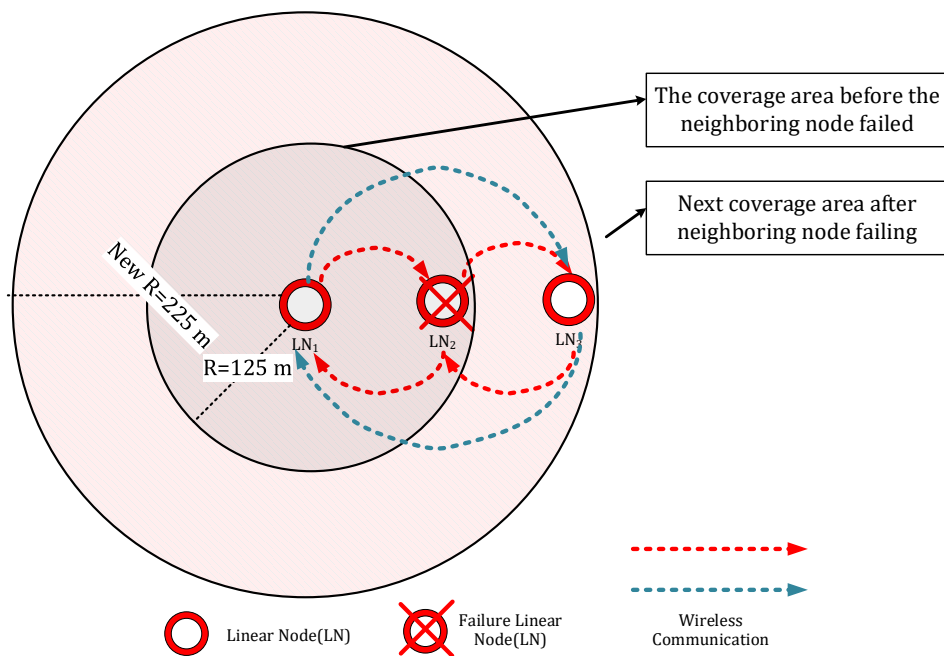 The coverage area before the
neighboring node failed
Next coverage area after
neighboring node failing
New R=225 m
R=125 m
LN₁
LN₂
LN₃
Linear Node(LN)
Failure Linear
Node(LN)
Wireless
Communication